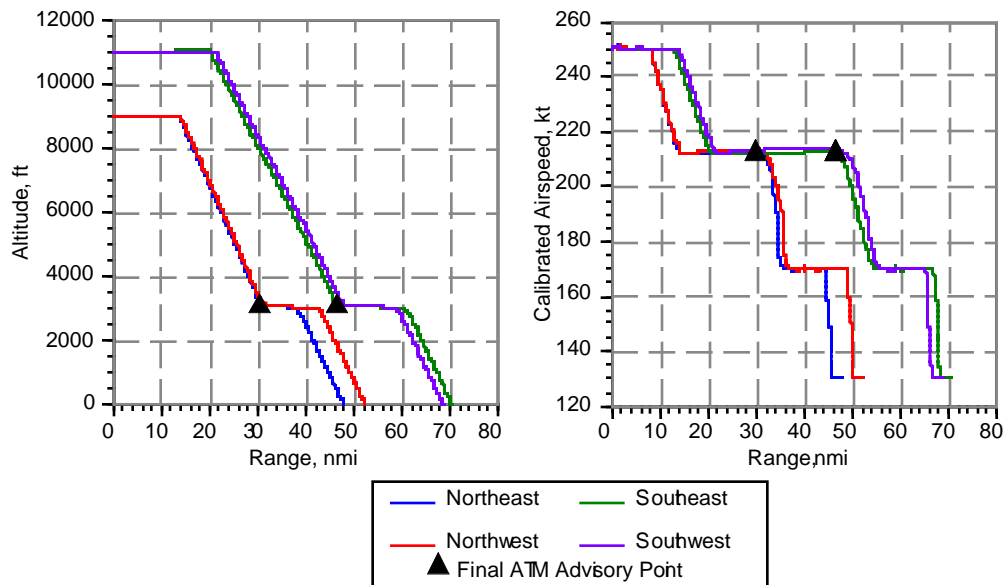 12000
10000
8000
6000
4000
2000
0
Altitude, ft
0 10 20 30 40 50 60 70 80
Range, nmi
260
240
220
200
180
160
140
120
Calibrated Airspeed, kt
0 10 20 30 40 50 60 70 80
Range,nmi
Northeast
Southeast
Northwest
Southwest
Final ATM Advisory Point